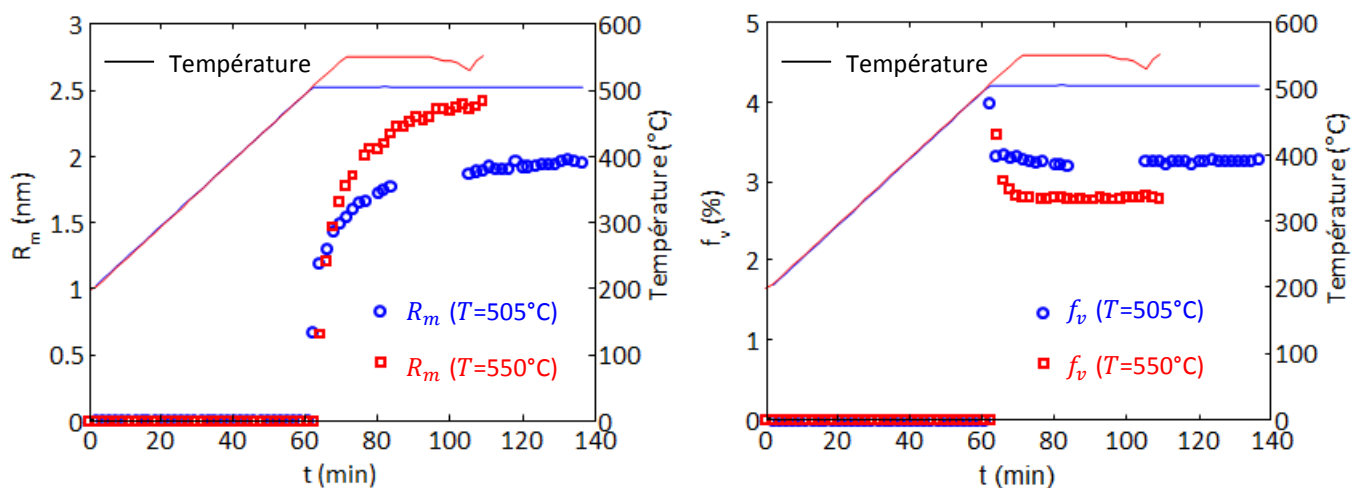 3
2.5
2
1.5
1
0.5
0
R_m (nm)
0 20 40 60 80 100 120 140
t (min)
600
500
400
300
200
100
0
Température (°C)
Température
R_m (T=505°C)
R_m (T=550°C)
5
4
3
2
1
0
f_v (%)
0 20 40 60 80 100 120 140
t (min)
600
500
400
300
200
100
0
Température (°C)
Température
f_v (T=505°C)
f_v (T=550°C)